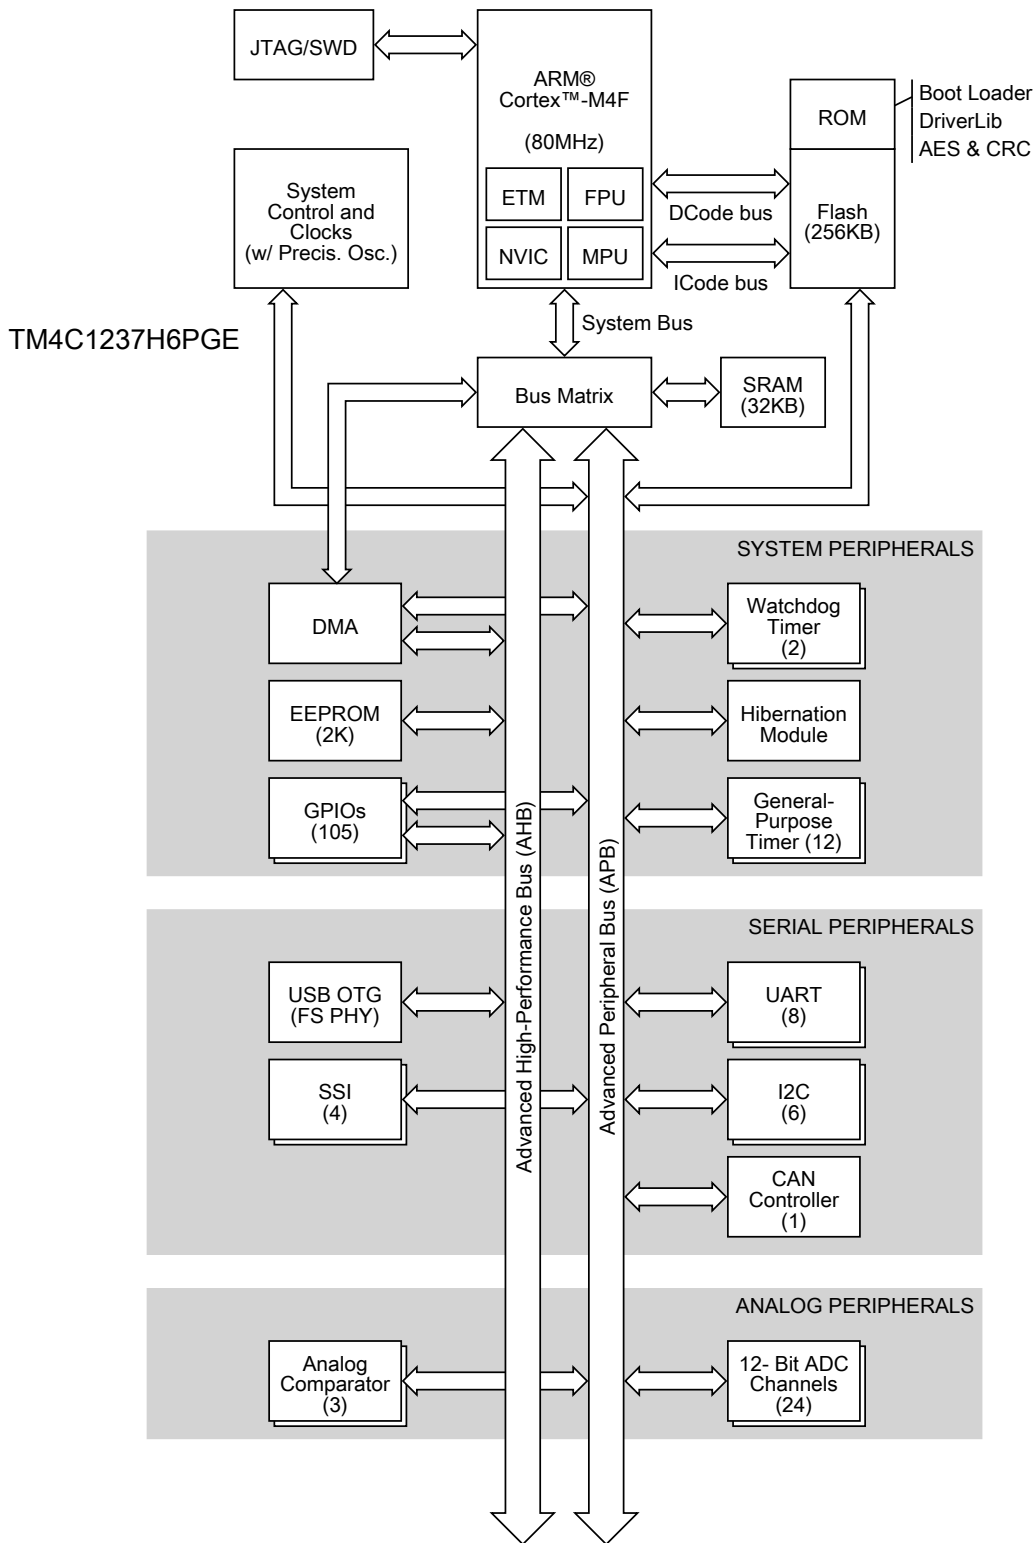 JTAG/SWD
ARM®
Cortex™-M4F
(80MHz)
ETM
FPU
NVIC
MPU
ROM
Boot Loader
DriverLib
AES & CRC
Flash
(256KB)
DCode bus
ICode bus
System
Control and
Clocks
(w/ Precis. Osc.)
TM4C1237H6PGE
System Bus
Bus Matrix
SRAM
(32KB)
SYSTEM PERIPHERALS
DMA
Watchdog
Timer
(2)
EEPROM
(2K)
Hibernation
Module
GPIOs
(105)
General-
Purpose
Timer (12)
Advanced High-Performance Bus (AHB)
Advanced Peripheral Bus (APB)
SERIAL PERIPHERALS
USB OTG
(FS PHY)
UART
(8)
SSI
(4)
I2C
(6)
CAN
Controller
(1)
ANALOG PERIPHERALS
Analog
Comparator
(3)
12- Bit ADC
Channels
(24)